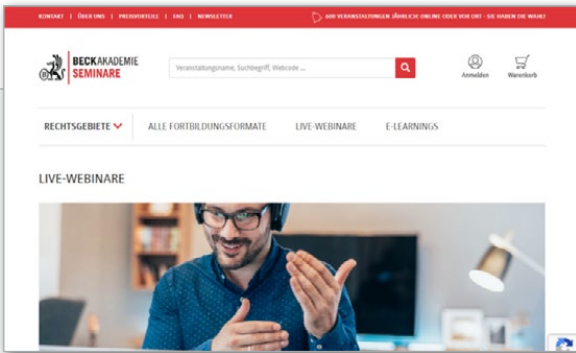 KONTAKT | ÜBER UNS | PREISVORTEILE | FAQ | NEWSLETTER
600 VERANSTALTUNGEN JÄHRLICH: ONLINE ODER VOR ORT - SIE HABEN DIE WAHL!
BECKAKADEMIE
SEMINARE
Veranstaltungsname, Suchbegriff, Webcode ...
Anmelden
Warenkorb
RECHTSGEBIETE
ALLE FORTBILDUNGSFORMATE
LIVE-WEBINARE
E-LEARNINGS
LIVE-WEBINARE